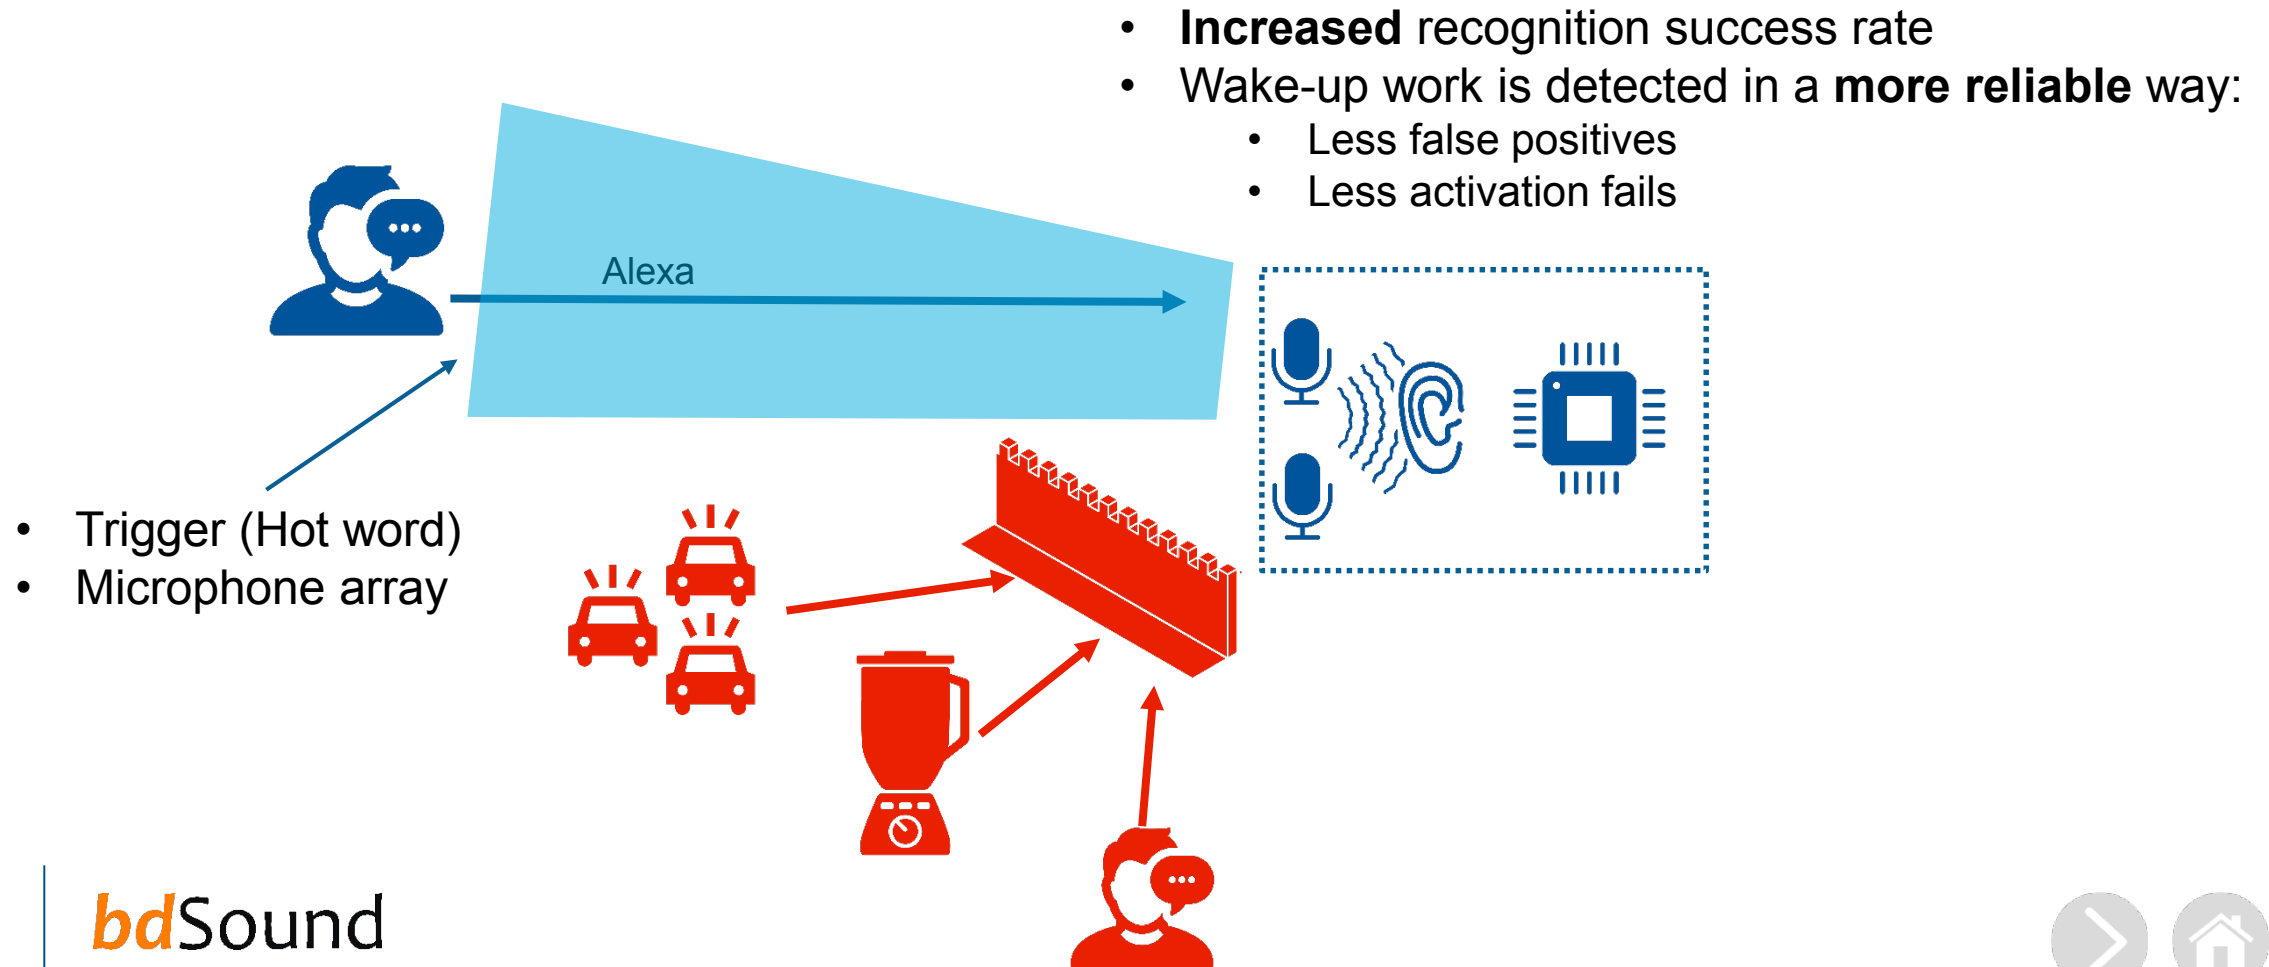 • Increased recognition success rate
• Wake-up work is detected in a more reliable way:
• Less false positives
• Less activation fails
Alexa
• Trigger (Hot word)
• Microphone array
bdSound